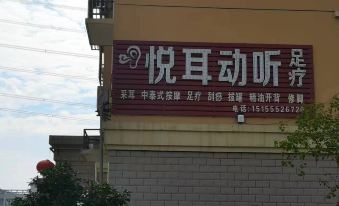 悦耳动听足疗
采耳 中泰式按摩 足疗 刮痧 拔罐 精油开背 修脚
电话:15155526726